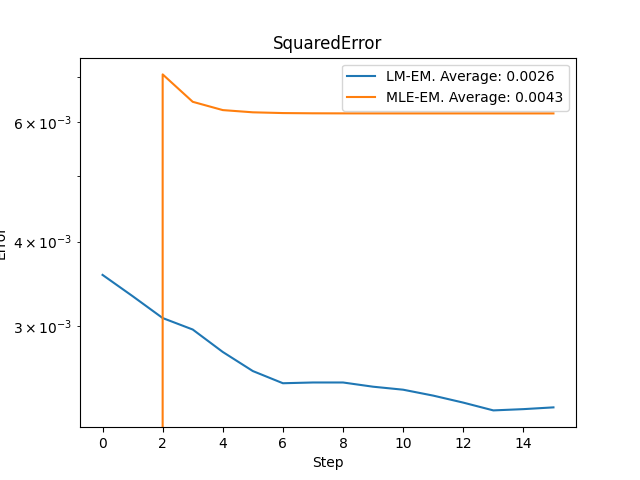 SquaredError
LM-EM. Average: 0.0026
MLE-EM. Average: 0.0043
6 × 10⁻³
4 × 10⁻³
3 × 10⁻³
Error
0 2 4 6 8 10 12 14
Step